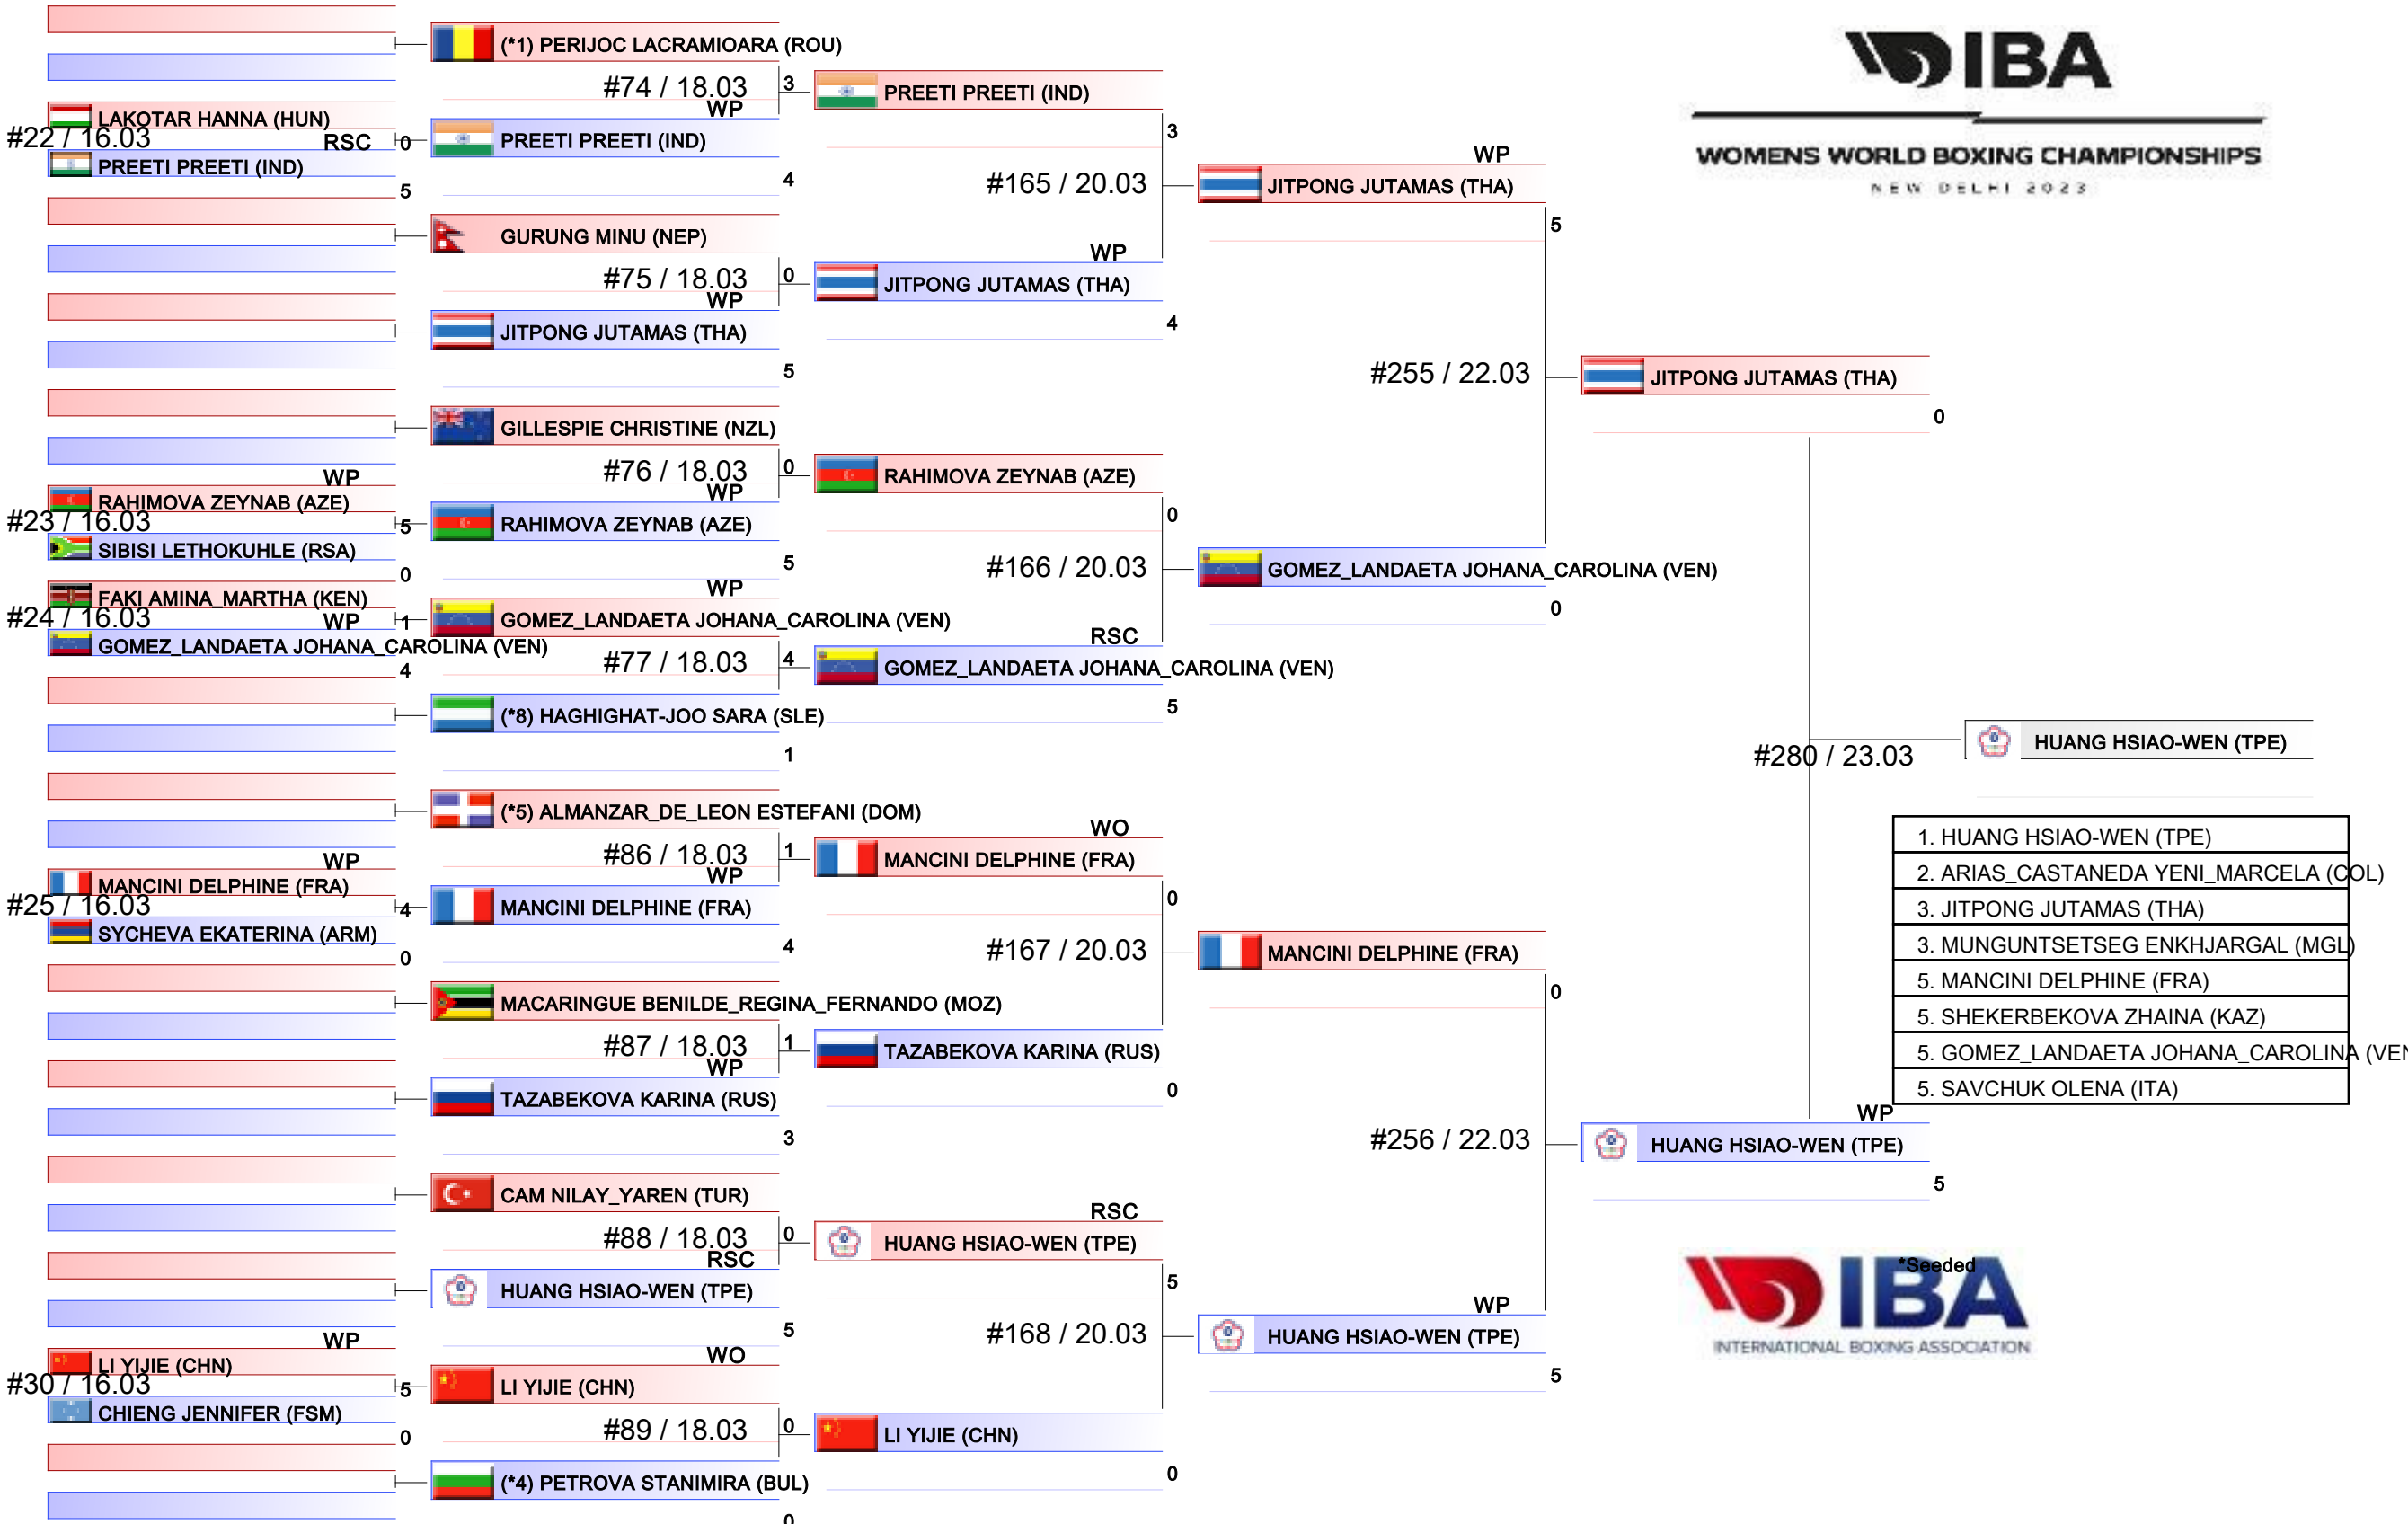 LAKOTAR HANNA (HUN)
#22 / 16.03
RSC
0
PREETI PREETI (IND)
5
WP
RAHIMOVA ZEYNAB (AZE)
#23 / 16.03
5
SIBISI LETHOKUHLE (RSA)
0
FAKI AMINA_MARTHA (KEN)
#24 / 16.03
WP
1
GOMEZ_LANDAETA JOHANA_CAROLINA (VEN)
4
WP
MANCINI DELPHINE (FRA)
#25 / 16.03
4
SYCHEVA EKATERINA (ARM)
0
WP
LI YIJIE (CHN)
#30 / 16.03
5
CHIENG JENNIFER (FSM)
0
(*1) PERIJOC LACRAMIOARA (ROU)
#74 / 18.03
3
WP
PREETI PREETI (IND)
4
GURUNG MINU (NEP)
#75 / 18.03
0
WP
JITPONG JUTAMAS (THA)
5
GILLESPIE CHRISTINE (NZL)
#76 / 18.03
0
WP
RAHIMOVA ZEYNAB (AZE)
5
WP
GOMEZ_LANDAETA JOHANA_CAROLINA (VEN)
#77 / 18.03
4
(*8) HAGHIGHAT-JOO SARA (SLE)
1
(*5) ALMANZAR_DE_LEON ESTEFANI (DOM)
#86 / 18.03
1
WP
MANCINI DELPHINE (FRA)
4
MACARINGUE BENILDE_REGINA_FERNANDO (MOZ)
#87 / 18.03
1
WP
TAZABEKOVA KARINA (RUS)
3
CAM NILAY_YAREN (TUR)
#88 / 18.03
0
RSC
HUANG HSIAO-WEN (TPE)
5
WO
LI YIJIE (CHN)
#89 / 18.03
0
(*4) PETROVA STANIMIRA (BUL)
0
PREETI PREETI (IND)
3
#165 / 20.03
WP
JITPONG JUTAMAS (THA)
4
RAHIMOVA ZEYNAB (AZE)
0
#166 / 20.03
RSC
GOMEZ_LANDAETA JOHANA_CAROLINA (VEN)
5
WO
MANCINI DELPHINE (FRA)
0
#167 / 20.03
TAZABEKOVA KARINA (RUS)
0
RSC
HUANG HSIAO-WEN (TPE)
5
#168 / 20.03
LI YIJIE (CHN)
0
WP
JITPONG JUTAMAS (THA)
5
#255 / 22.03
GOMEZ_LANDAETA JOHANA_CAROLINA (VEN)
0
MANCINI DELPHINE (FRA)
0
#256 / 22.03
WP
HUANG HSIAO-WEN (TPE)
5
JITPONG JUTAMAS (THA)
0
#280 / 23.03
WP
HUANG HSIAO-WEN (TPE)
5
HUANG HSIAO-WEN (TPE)
IBA
WOMENS WORLD BOXING CHAMPIONSHIPS
NEW DELHI 2023
1. HUANG HSIAO-WEN (TPE)
2. ARIAS_CASTANEDA YENI_MARCELA (COL)
3. JITPONG JUTAMAS (THA)
3. MUNGUNTSETSEG ENKHJARGAL (MGL)
5. MANCINI DELPHINE (FRA)
5. SHEKERBEKOVA ZHAINA (KAZ)
5. GOMEZ_LANDAETA JOHANA_CAROLINA (VEN
5. SAVCHUK OLENA (ITA)
*Seeded
IBA
INTERNATIONAL BOXING ASSOCIATION